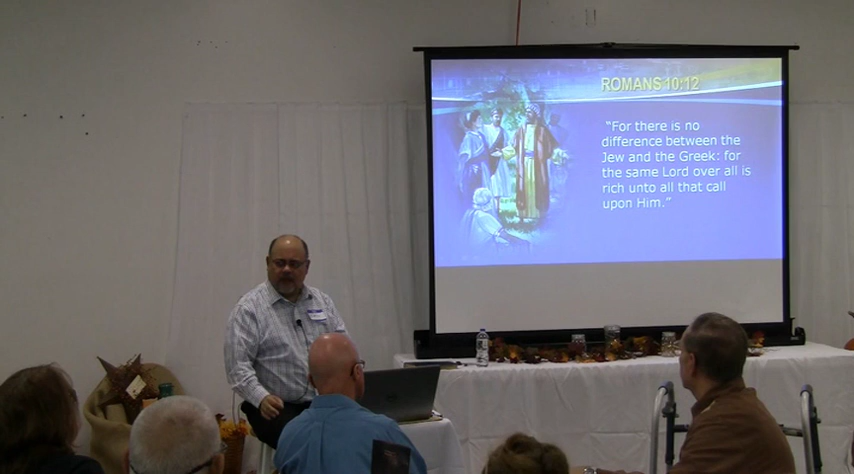 ROMANS 10:12
“For there is no
difference between the
Jew and the Greek: for
the same Lord over all is
rich unto all that call
upon Him.”